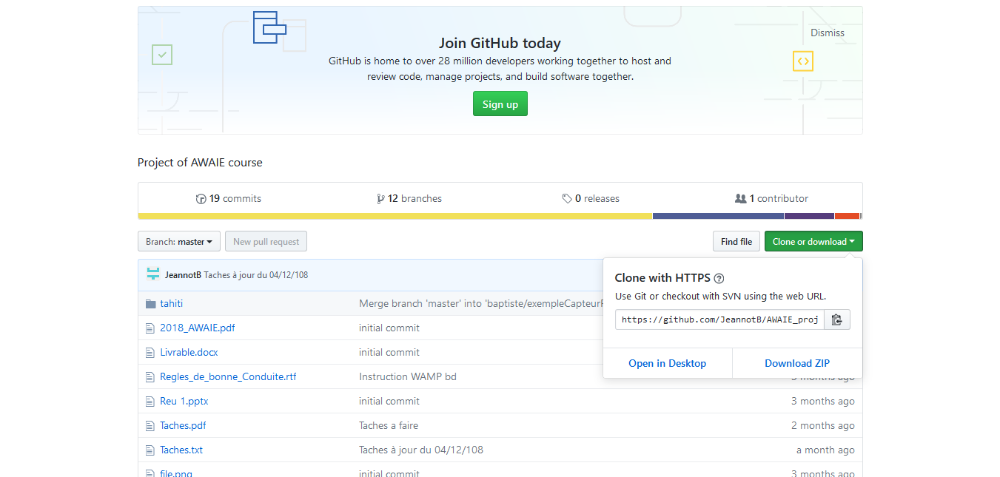 Join GitHub today
Dismiss
GitHub is home to over 28 million developers working together to host and
review code, manage projects, and build software together.
Sign up
Project of AWAIE course
19 commits
12 branches
0 releases
1 contributor
Branch: master
New pull request
Find file
Clone or download
JeannotB Taches à jour du 04/12/108
Clone with HTTPS
Use Git or checkout with SVN using the web URL.
https://github.com/JeannotB/AWAIE_proj
Open in Desktop
Download ZIP
tahiti Merge branch 'master' into 'baptiste/exempleCapteur
2018_AWAIE.pdf initial commit
Livrable.docx initial commit
Regles_de_bonne_Conduite.rtf Instruction WAMP bd 3 months ago
Reu 1.pptx initial commit 3 months ago
Taches.pdf Taches a faire 2 months ago
Taches.txt Taches à jour du 04/12/108 a month ago
file.png initial commit 3 months ago